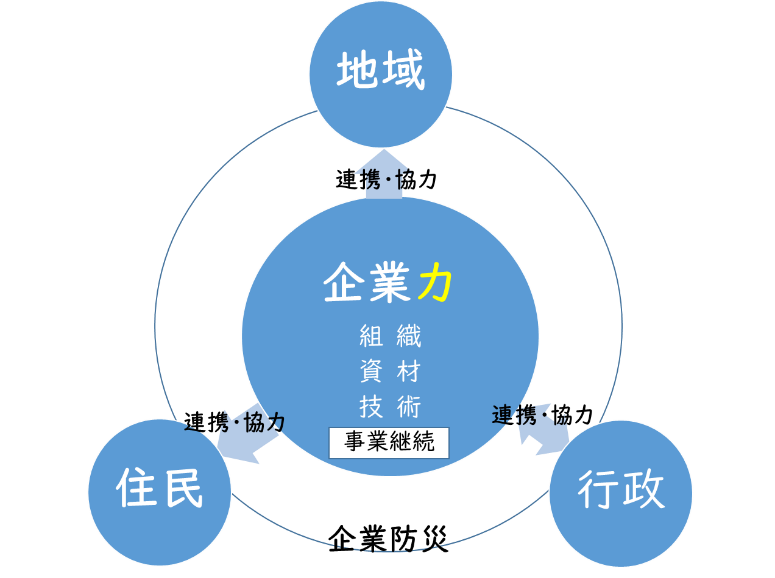 地域
連携・協力
企業力
組 織
資 材
技 術
事業継続
連携・協力
連携・協力
住民
行政
企業防災